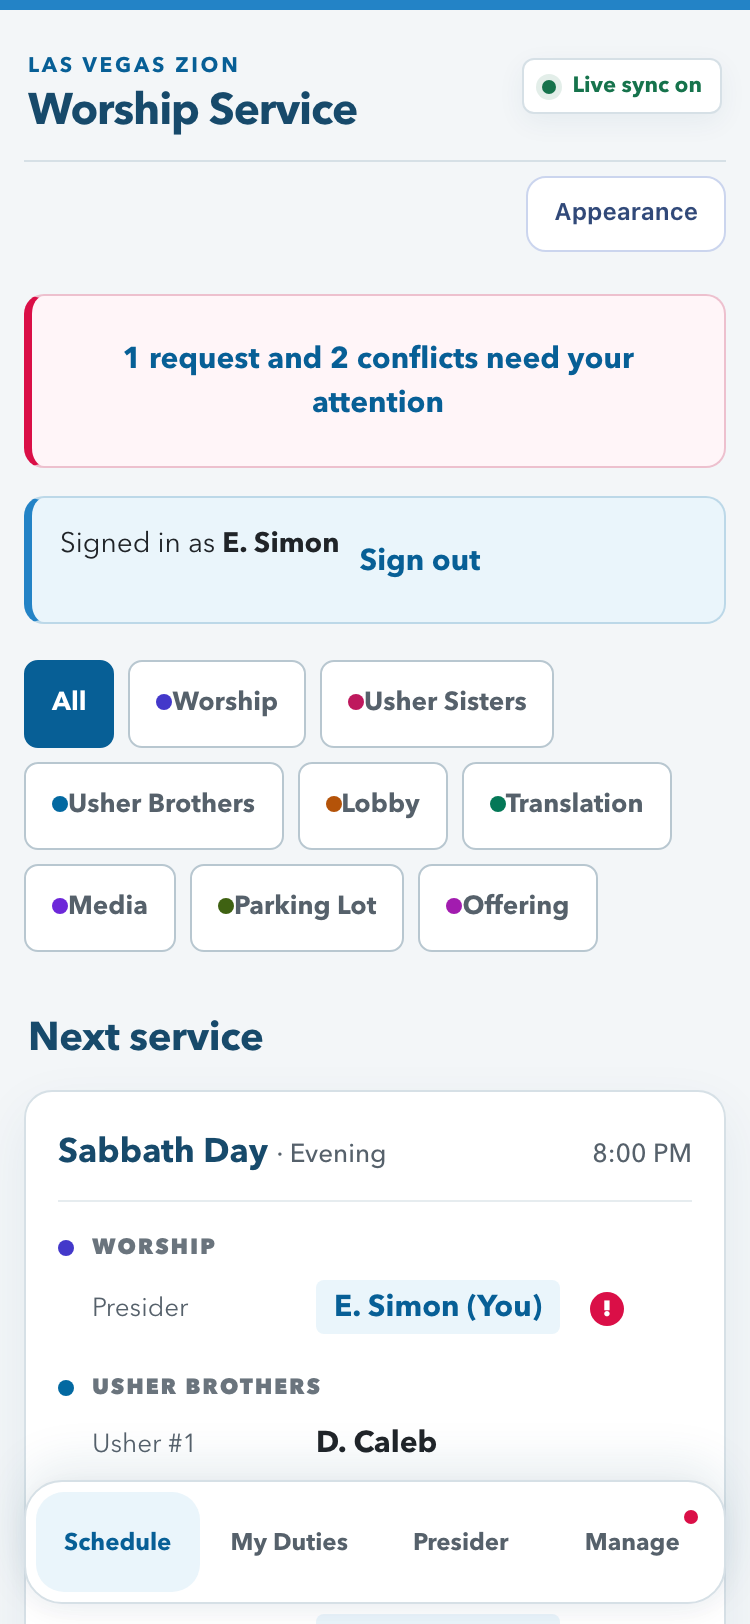 LAS VEGAS ZION
Worship Service
Live sync on
Appearance
1 request and 2 conflicts need your
attention
Signed in as E. Simon
Sign out
All
Worship
Usher Sisters
Usher Brothers
Lobby
Translation
Media
Parking Lot
Offering
Next service
Sabbath Day · Evening
8:00 PM
WORSHIP
Presider
E. Simon (You)
!
USHER BROTHERS
Usher #1
D. Caleb
Schedule
My Duties
Presider
Manage